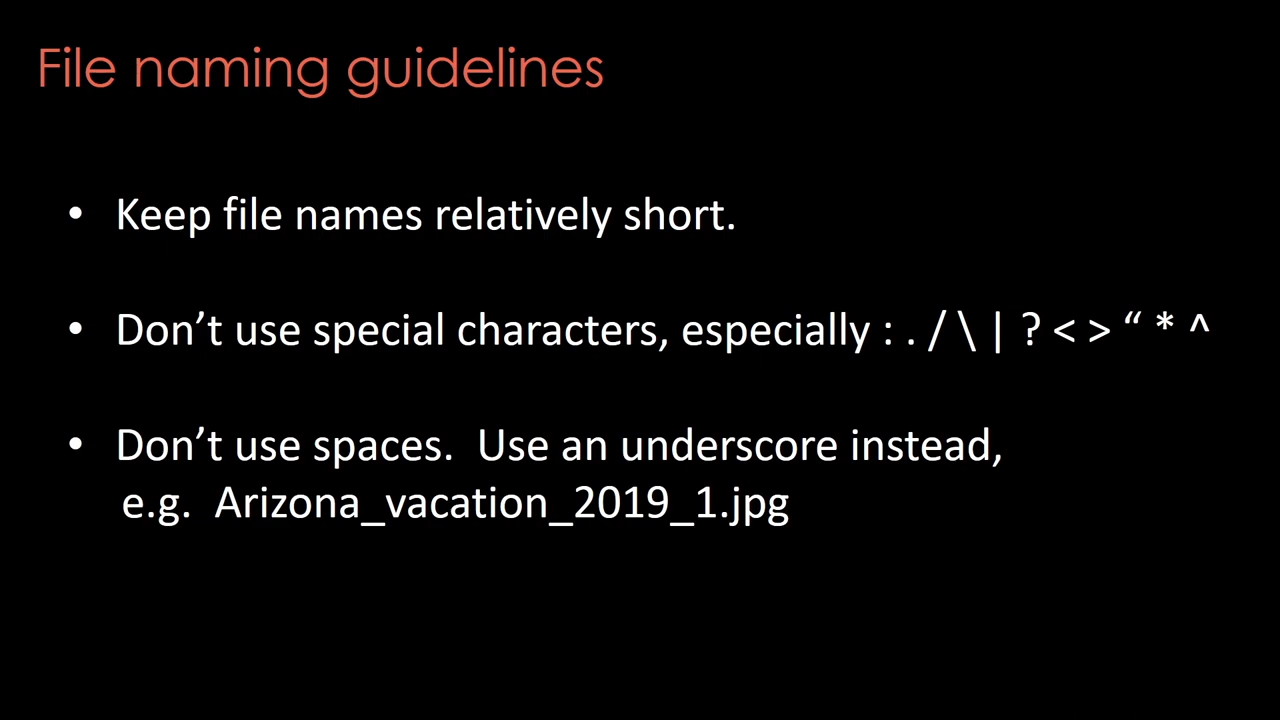 File naming guidelines
• Keep file names relatively short.
• Don’t use special characters, especially : . / \ | ? < > “ * ^
• Don’t use spaces.  Use an underscore instead,
e.g.  Arizona_vacation_2019_1.jpg